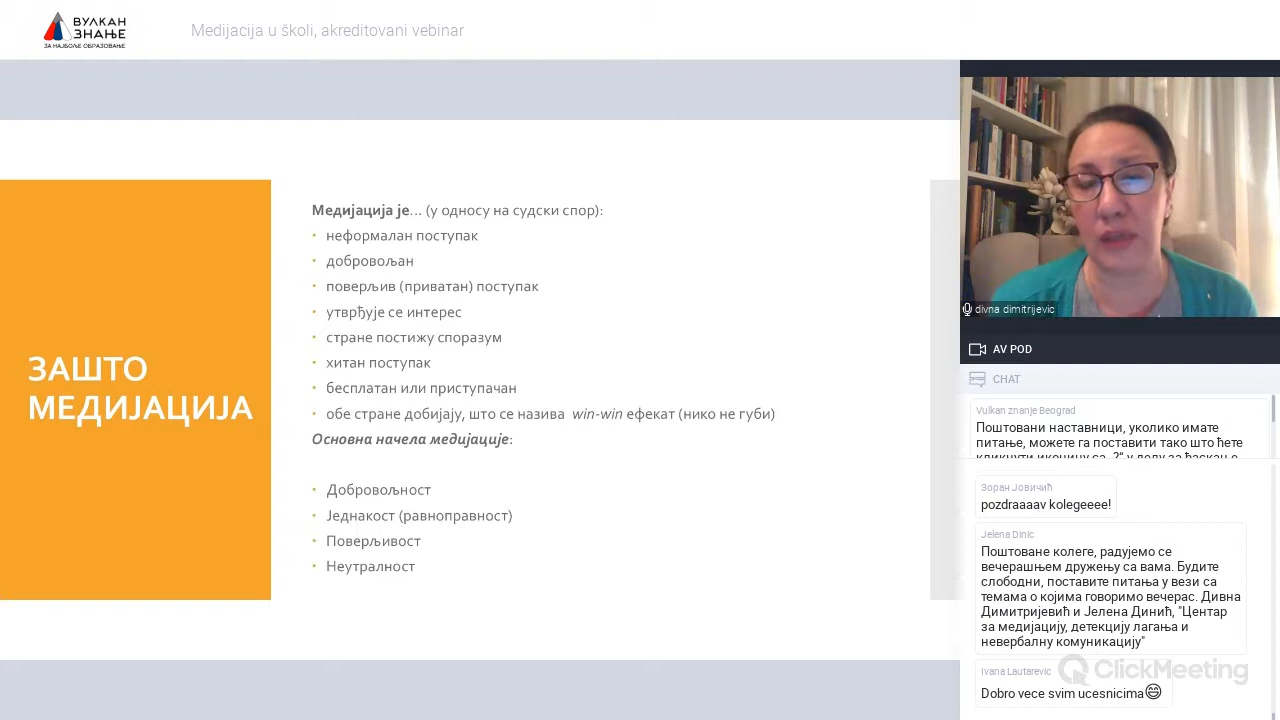 ВУЛКАН
ЗНАЊЕ
ЗА НАЈБОЉЕ ОБРАЗОВАЊЕ
Medijacija u školi, akreditovani vebinar
ЗАШТО
МЕДИЈАЦИЈА
Медијација је... (у односу на судски спор):
• неформалан поступак
• добровољан
• поверљив (приватан) поступак
• утврђује се интерес
• стране постижу споразум
• хитан поступак
• бесплатан или приступачан
• обе стране добијају, што се назива win-win ефекат (нико не губи)
Основна начела медијације:
• Добровољност
• Једнакост (равноправност)
• Поверљивост
• Неутралност
divna dimitrijevic
AV POD
CHAT
Vulkan znanje Beograd
Поштовани наставници, уколико имате
питање, можете га поставити тако што ћете
кликнути иконицу са „?“ у делу за ћаскање
Зоран Јовичић
pozdraaaav kolegeeee!
Jelena Dinic
Поштоване колеге, радујемо се
вечерашњем дружењу са вама. Будите
слободни, поставите питања у вези са
темама о којима говоримо вечерас. Дивна
Димитријевић и Јелена Динић, "Центар
за медијацију, детекцију лагања и
невербалну комуникацију"
Ivana Lautarevic
Dobro vece svim ucesnicima😄
ClickMeeting